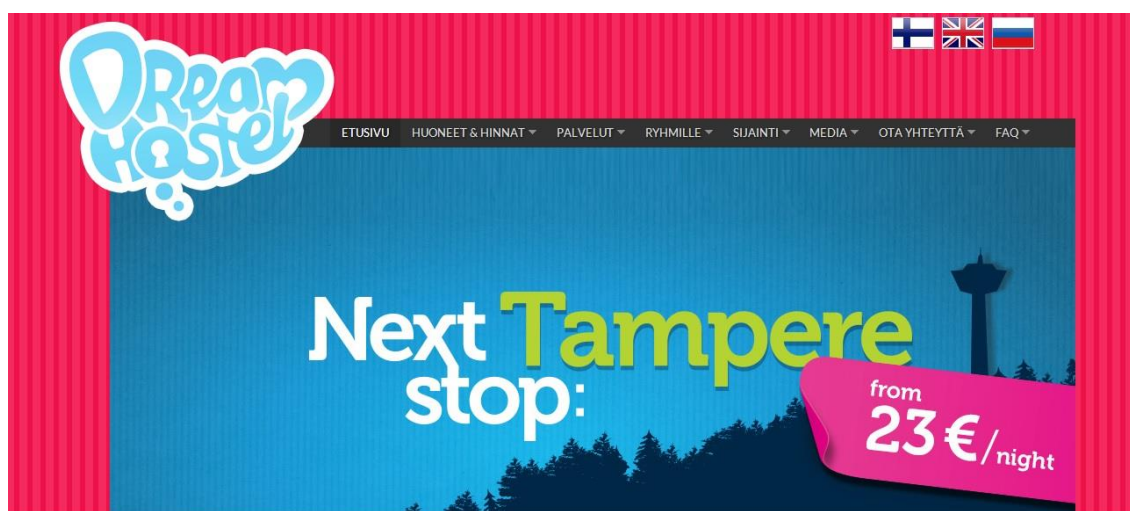 Dream
Hostel
ETUSIVU HUONEET & HINNAT PALVELUT RYHMILLE SIJAINTI MEDIA OTA YHTEYTTÄ FAQ
Next Tampere
stop:
from
23 €/night